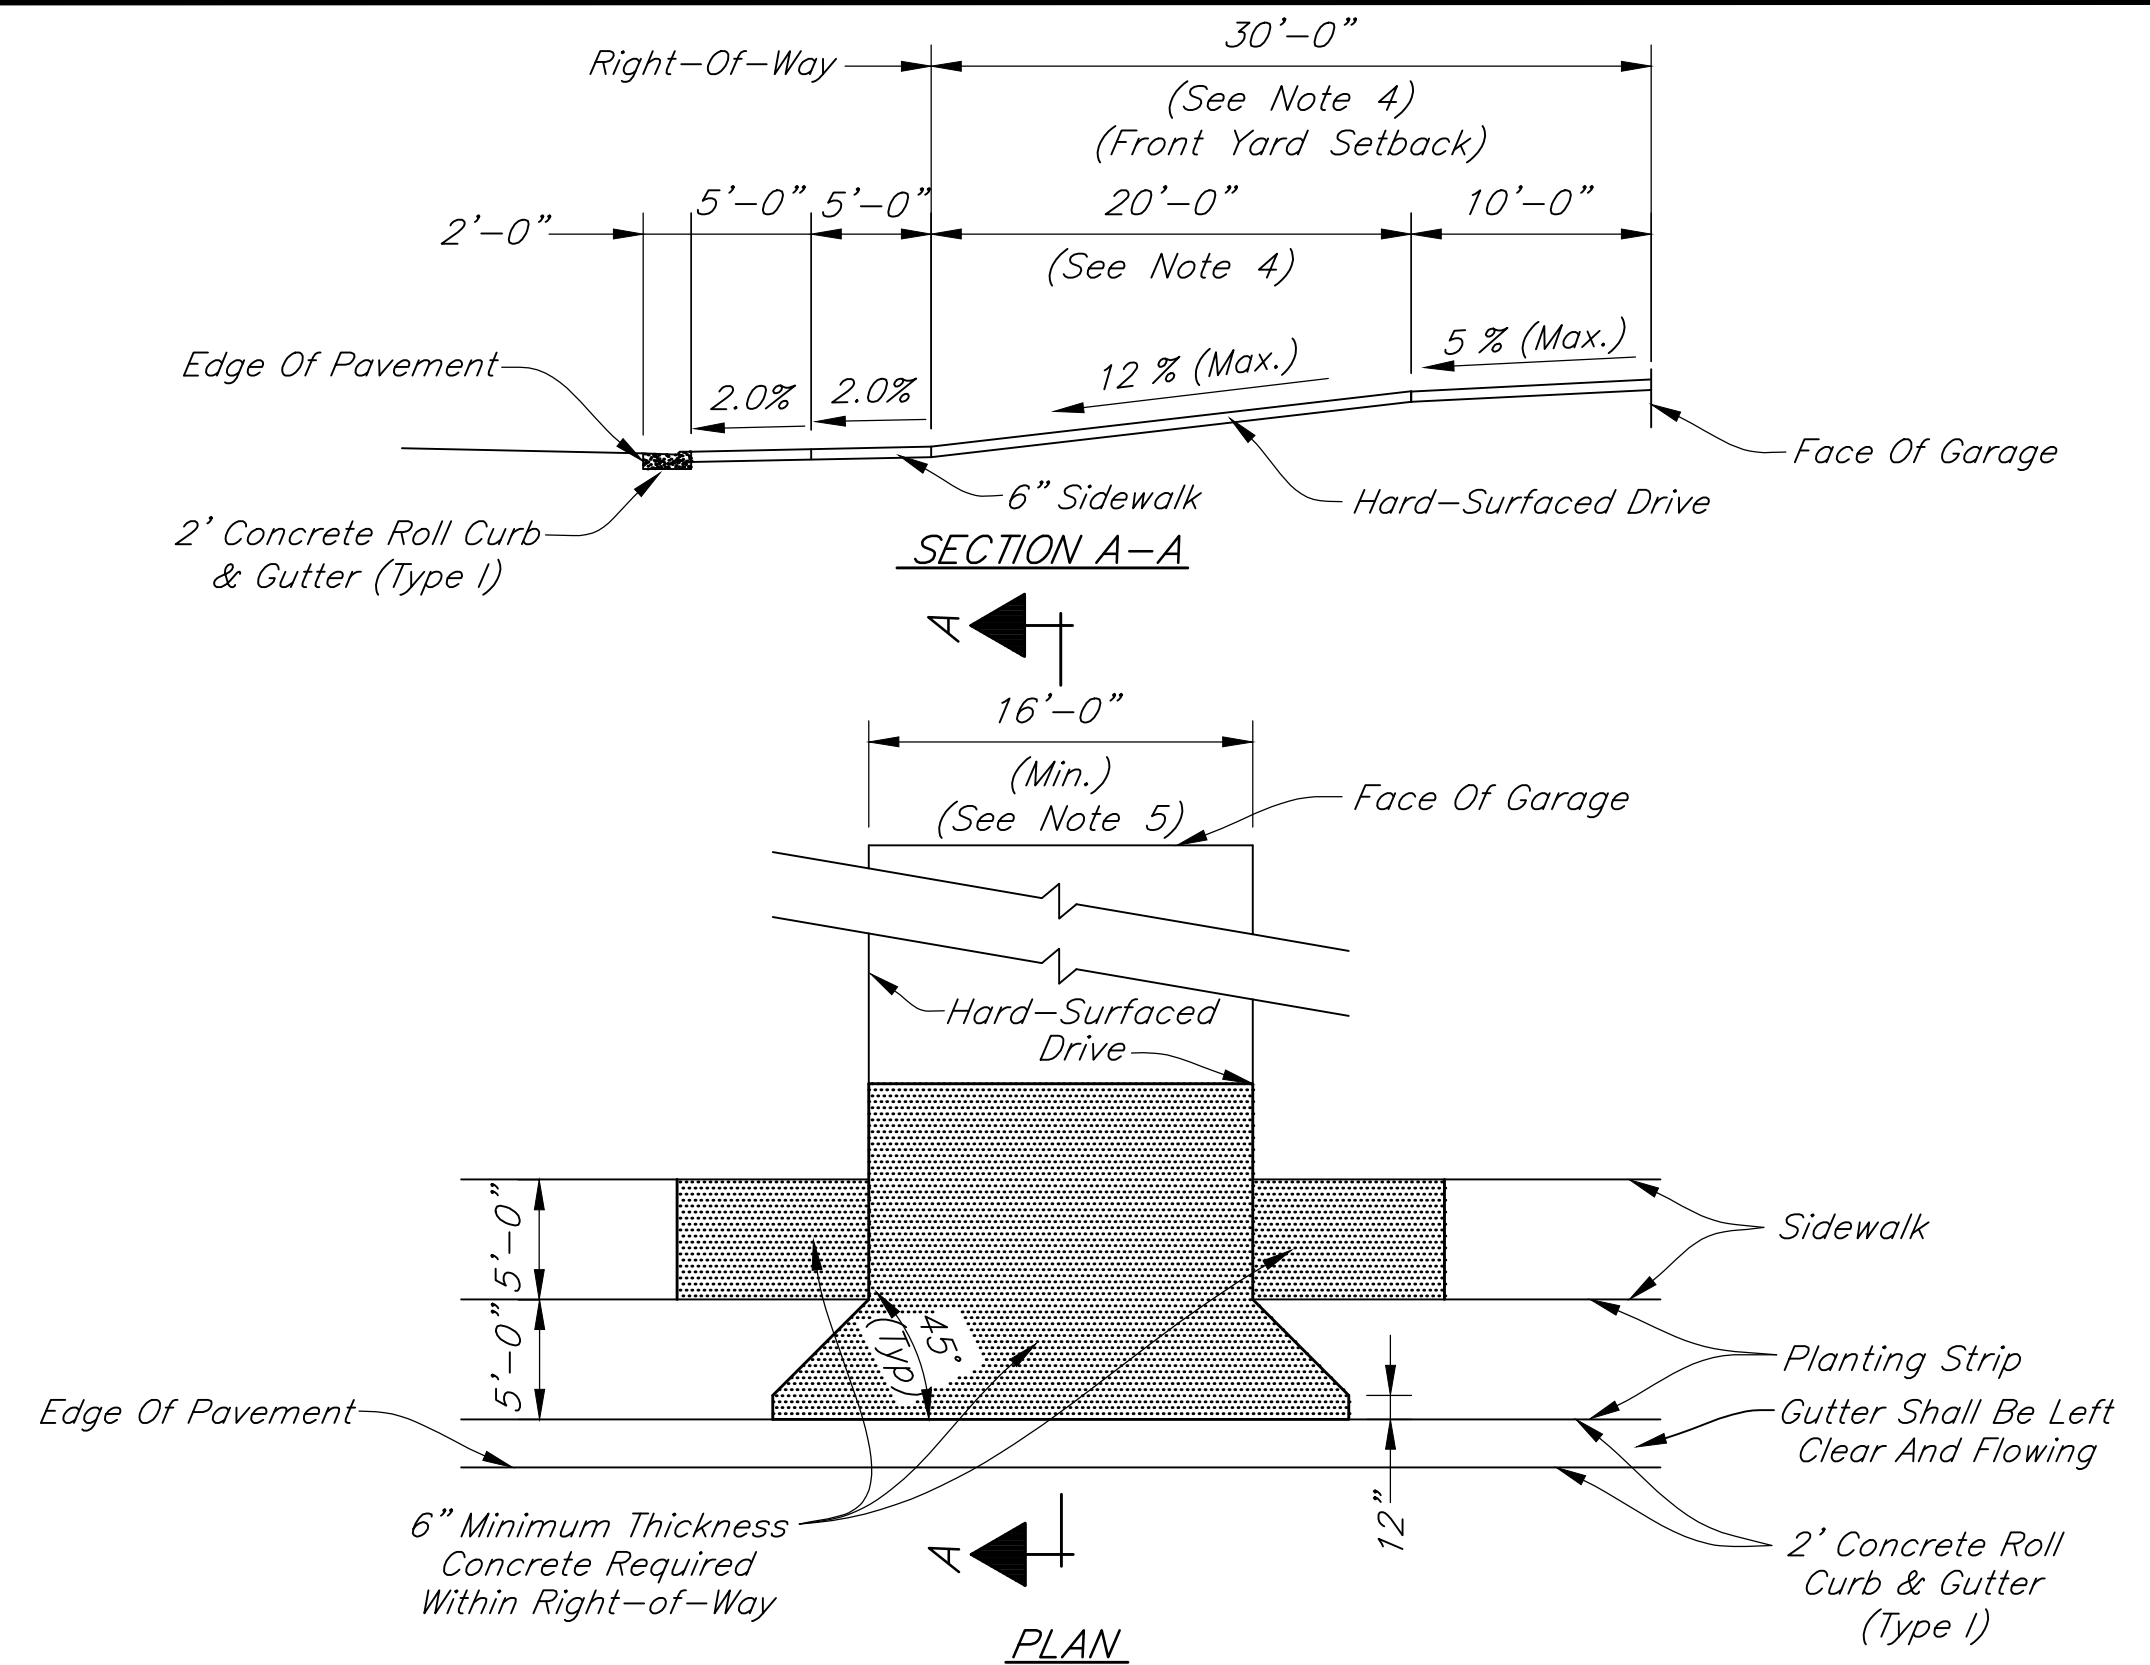 30'-0"
Right-Of-Way
(See Note 4)
(Front Yard Setback)
5'-0"
5'-0"
20'-0"
10'-0"
2'-0"
(See Note 4)
5 % (Max.)
Edge Of Pavement
12 % (Max.)
2.0%
2.0%
Face Of Garage
6" Sidewalk
Hard-Surfaced Drive
2' Concrete Roll Curb
& Gutter (Type I)
SECTION A-A
A
16'-0"
(Min.)
(See Note 5)
Face Of Garage
Hard-Surfaced
Drive
5'-0"
Sidewalk
5'-0"
45°
(Typ)
Planting Strip
Edge Of Pavement
Gutter Shall Be Left
Clear And Flowing
12"
6" Minimum Thickness
Concrete Required
Within Right-of-Way
A
2' Concrete Roll
Curb & Gutter
(Type I)
PLAN